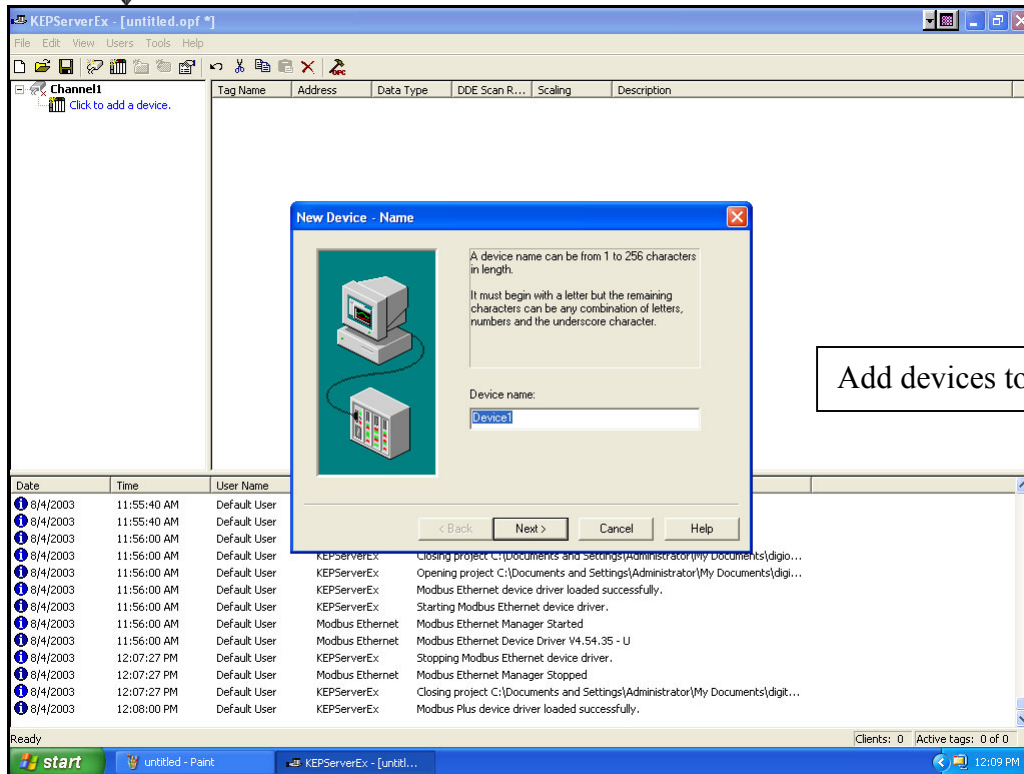 KEPServerEx - [untitled.opf *]
File Edit View Users Tools Help
Channel1
Click to add a device.
Tag Name Address Data Type DDE Scan R... Scaling Description
New Device - Name
A device name can be from 1 to 256 characters
in length.
It must begin with a letter but the remaining
characters can be any combination of letters,
numbers and the underscore character.
Add devices to
Device name:
Device1
< Back Next > Cancel Help
Date Time User Name
8/4/2003 11:55:40 AM Default User
8/4/2003 11:55:40 AM Default User
8/4/2003 11:56:00 AM Default User
8/4/2003 11:56:00 AM Default User KEPServerEx Closing project C:\Documents and Settings\Administrator\My Documents\digio...
8/4/2003 11:56:00 AM Default User KEPServerEx Opening project C:\Documents and Settings\Administrator\My Documents\digi...
8/4/2003 11:56:00 AM Default User KEPServerEx Modbus Ethernet device driver loaded successfully.
8/4/2003 11:56:00 AM Default User KEPServerEx Starting Modbus Ethernet device driver.
8/4/2003 11:56:00 AM Default User Modbus Ethernet Modbus Ethernet Manager Started
8/4/2003 11:56:00 AM Default User Modbus Ethernet Modbus Ethernet Device Driver V4.54.35 - U
8/4/2003 12:07:27 PM Default User KEPServerEx Stopping Modbus Ethernet device driver.
8/4/2003 12:07:27 PM Default User Modbus Ethernet Modbus Ethernet Manager Stopped
8/4/2003 12:07:27 PM Default User KEPServerEx Closing project C:\Documents and Settings\Administrator\My Documents\digit...
8/4/2003 12:08:00 PM Default User KEPServerEx Modbus Plus device driver loaded successfully.
Ready Clients: 0 Active tags: 0 of 0
start untitled - Paint KEPServerEx - [untitl... 12:09 PM